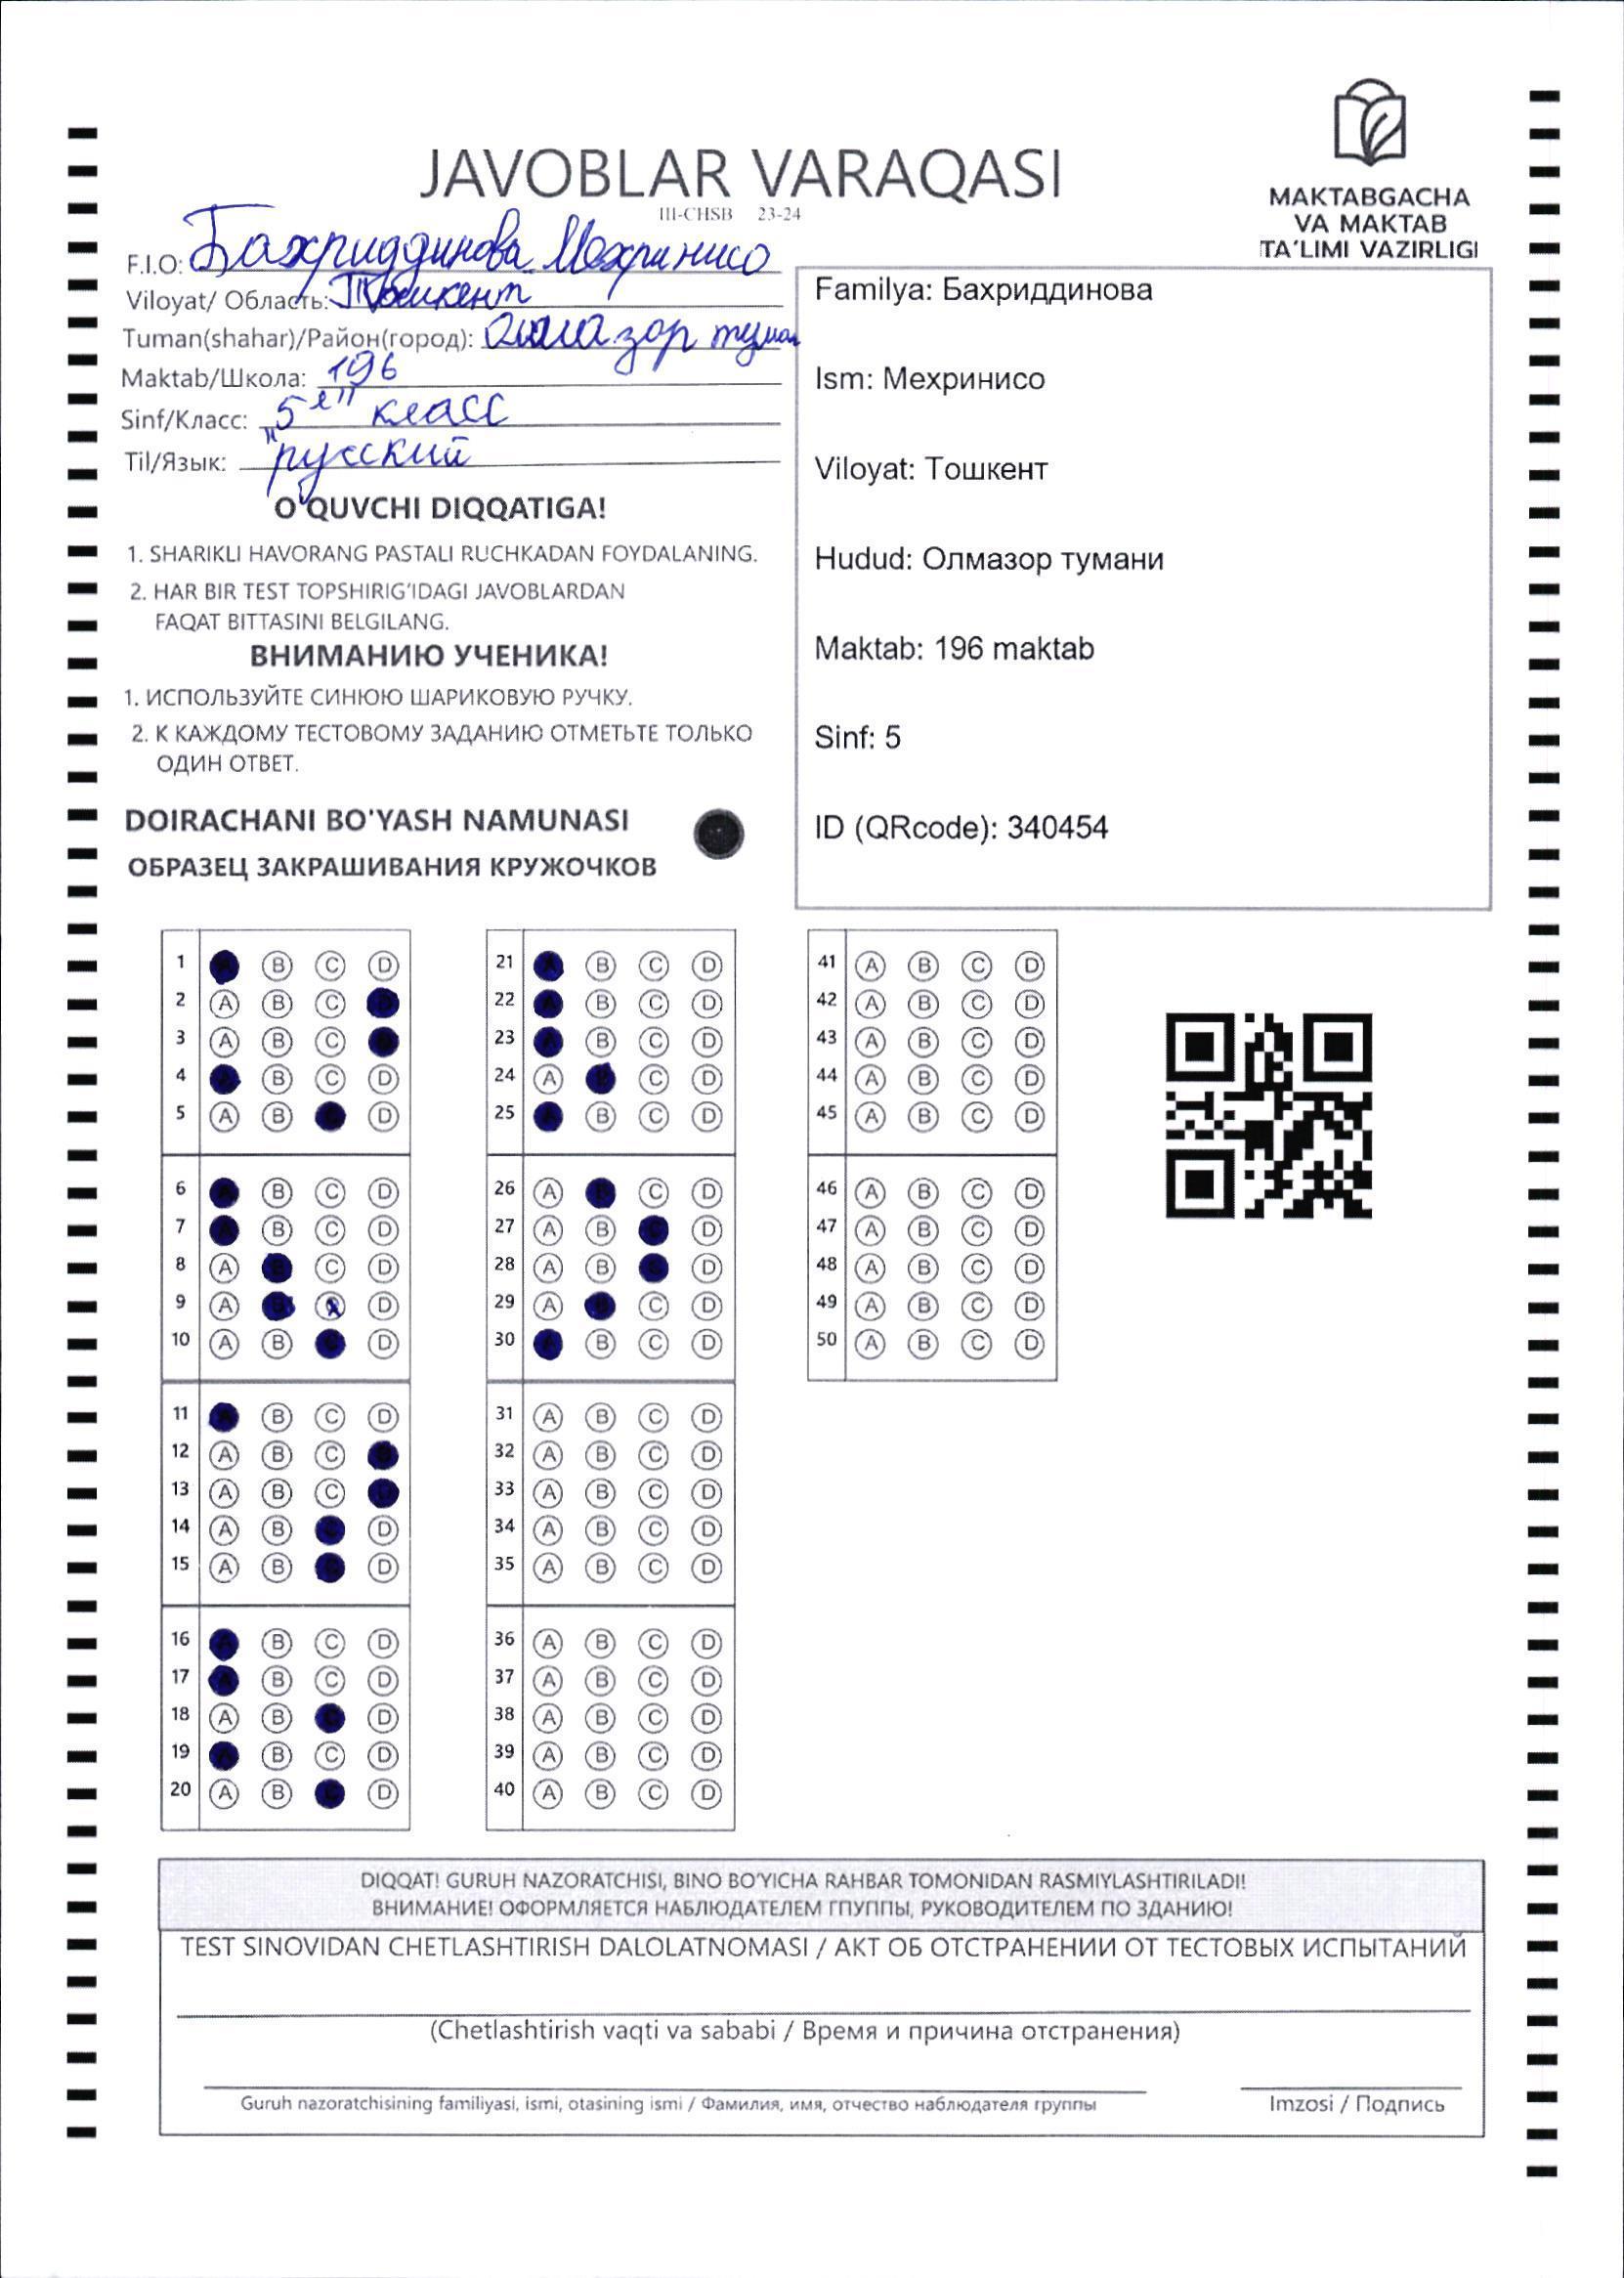 JAVOBLAR VARAQASI
III-CHSB 23-24
MAKTABGACHA
VA MAKTAB
TA'LIMI VAZIRLIGI
F.I.O: Бахриддинова Мехринисо
Viloyat/ Область: Тошкент
Tuman(shahar)/Район(город): зор
Maktab/Школа: 196
Sinf/Класс: 5 "е" класс
Til/Язык: русский
O'QUVCHI DIQQATIGA!
1. SHARIKLI HAVORANG PASTALI RUCHKADAN FOYDALANING.
2. HAR BIR TEST TOPSHIRIG'IDAGI JAVOBLARDAN
FAQAT BITTASINI BELGILANG.
ВНИМАНИЮ УЧЕНИКА!
1. ИСПОЛЬЗУЙТЕ СИНЮЮ ШАРИКОВУЮ РУЧКУ.
2. К КАЖДОМУ ТЕСТОВОМУ ЗАДАНИЮ ОТМЕТЬТЕ ТОЛЬКО
ОДИН ОТВЕТ.
DOIRACHANI BO'YASH NAMUNASI
ОБРАЗЕЦ ЗАКРАШИВАНИЯ КРУЖОЧКОВ
Familya: Бахриддинова
Ism: Мехринисо
Viloyat: Тошкент
Hudud: Олмазор тумани
Maktab: 196 maktab
Sinf: 5
ID (QRcode): 340454
1 A B C D
2 A B C D
3 A B C
4 A B C D
5 A B D
6 A B C D
7 A B C D
8 A B C D
9 A B D
10 A B C D
11 A B C D
12 A B C
13 A B C
14 A B C D
15 A B D
16 A B C D
17 A B C D
18 A B C D
19 A B C D
20 A B C D
21 A B C D
22 A B C D
23 A B C D
24 A B C D
25 A B C D
26 A B C D
27 A B C D
28 A B C D
29 A B C D
30 A B C D
31 A B C D
32 A B C D
33 A B C D
34 A B C D
35 A B C D
36 A B C D
37 A B C D
38 A B C D
39 A B C D
40 A B C D
41 A B C D
42 A B C D
43 A B C D
44 A B C D
45 A B C D
46 A B C D
47 A B C D
48 A B C D
49 A B C D
50 A B C D
DIQQAT! GURUH NAZORATCHISI, BINO BO'YICHA RAHBAR TOMONIDAN RASMIYLASHTIRILADI!
ВНИМАНИЕ! ОФОРМЛЯЕТСЯ НАБЛЮДАТЕЛЕМ ГПУППЫ, РУКОВОДИТЕЛЕМ ПО ЗДАНИЮ!
TEST SINOVIDAN CHETLASHTIRISH DALOLATNOMASI / АКТ ОБ ОТСТРАНЕНИИ ОТ ТЕСТОВЫХ ИСПЫТАНИЙ
(Chetlashtirish vaqti va sababi / Время и причина отстранения)
Guruh nazoratchisining familiyasi, ismi, otasining ismi / Фамилия, имя, отчество наблюдателя группы
Imzosi / Подпись